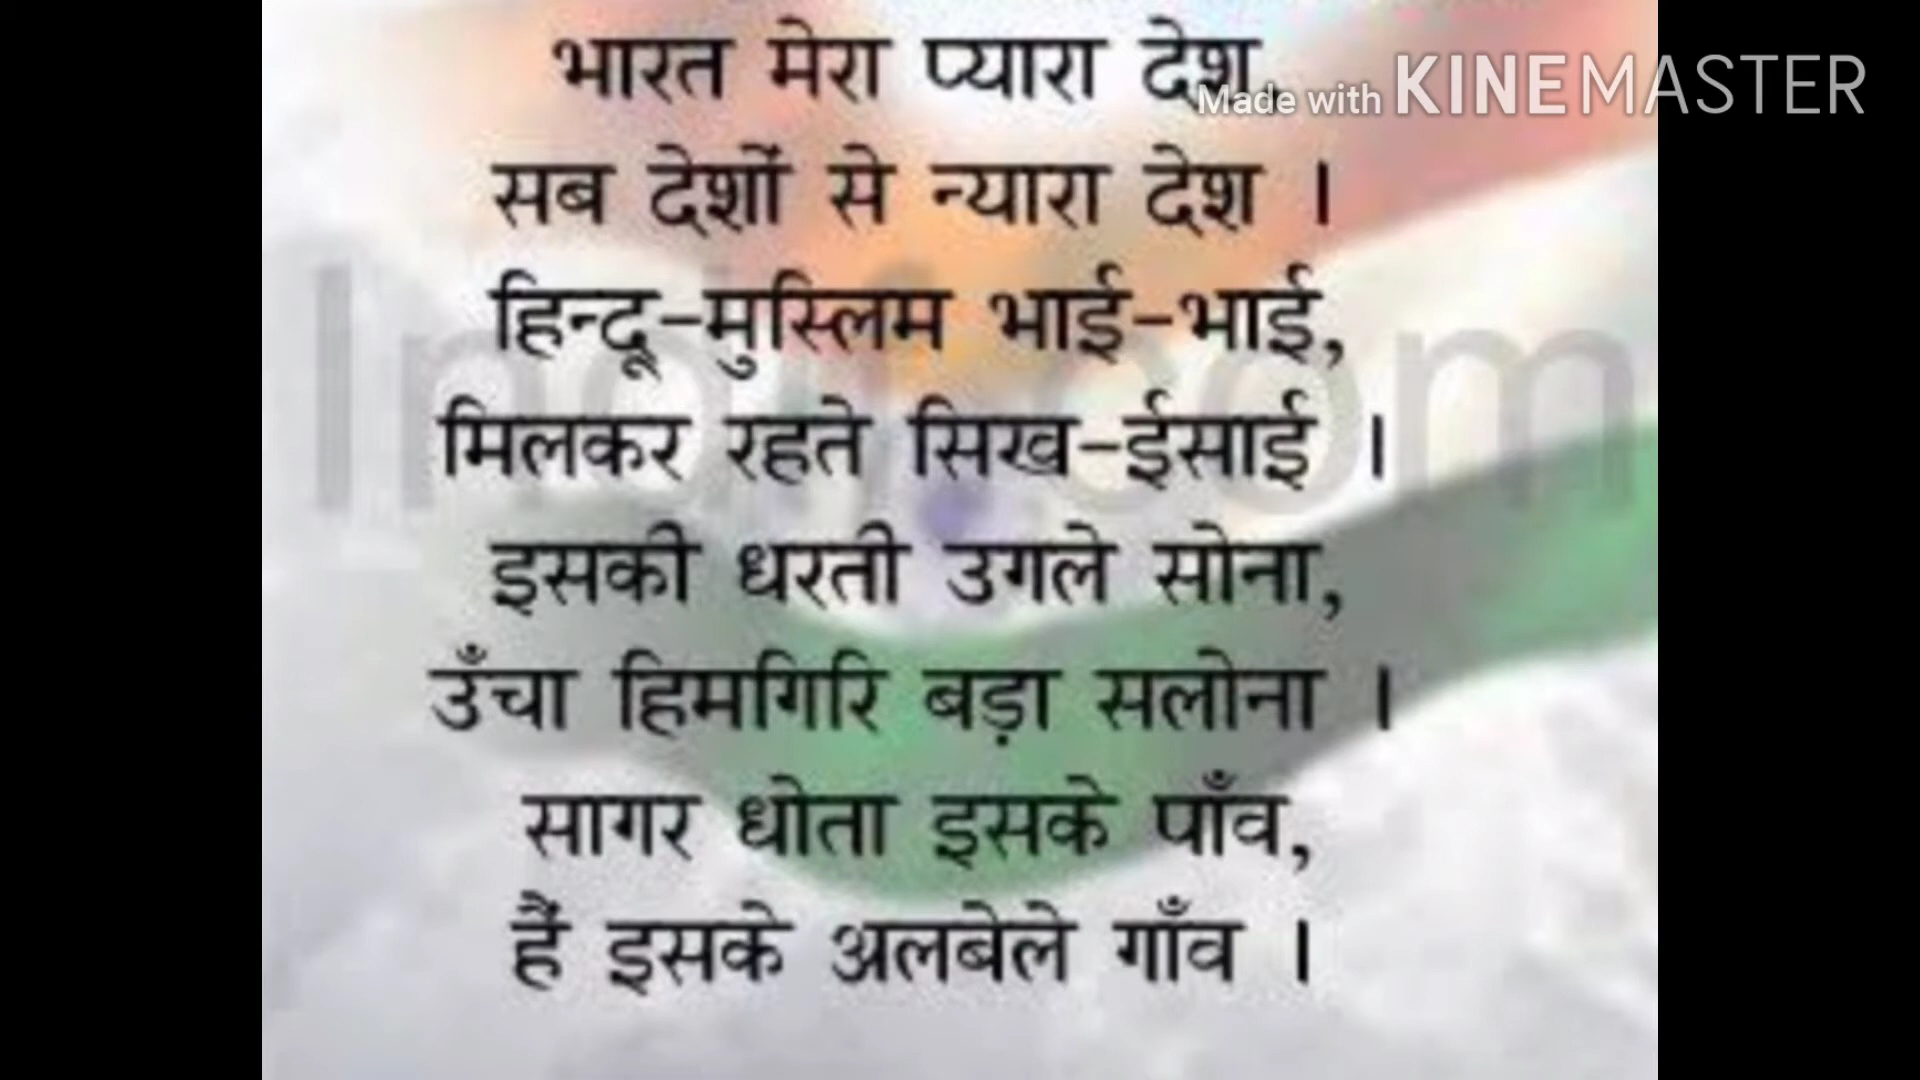 भारत मेरा प्यारा देश,
Made with KINEMASTER
सब देशों से न्यारा देश ।
हिन्दू-मुस्लिम भाई-भाई,
मिलकर रहते सिख-ईसाई ।
इसकी धरती उगले सोना,
उँचा हिमगिरि बड़ा सलोना ।
सागर धोता इसके पाँव,
हैं इसके अलबेले गाँव ।